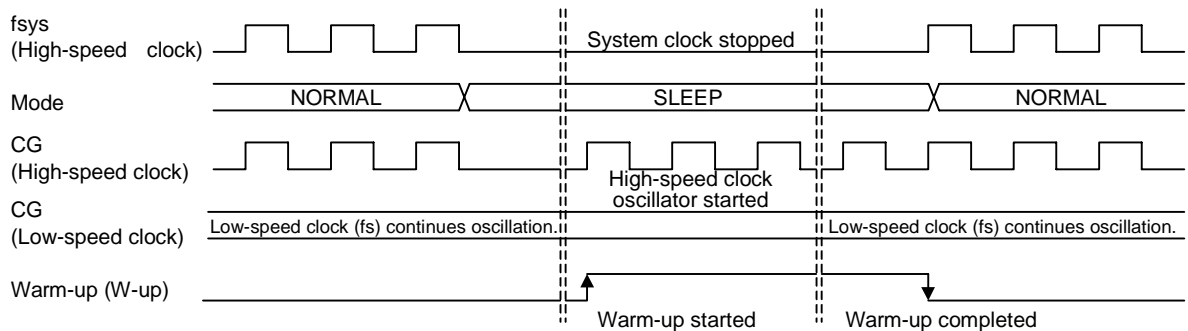 fsys
(High-speed clock)
System clock stopped
Mode
NORMAL
SLEEP
NORMAL
CG
(High-speed clock)
High-speed clock
oscillator started
CG
(Low-speed clock)
Low-speed clock (fs) continues oscillation.
Low-speed clock (fs) continues oscillation.
Warm-up (W-up)
Warm-up started
Warm-up completed